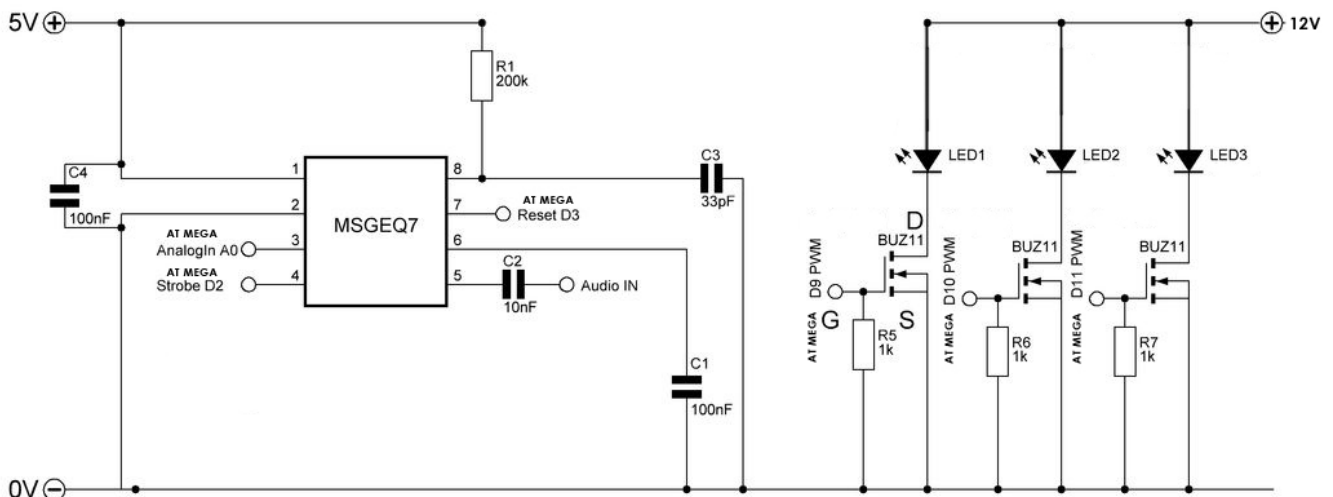 5V
12V
R1
200k
C4
100nF
1
2
3
4
MSGEQ7
8
7
6
5
AT MEGA
AnalogIn A0
AT MEGA
Strobe D2
AT MEGA
Reset D3
C3
33pF
C2
10nF
Audio IN
C1
100nF
LED1
LED2
LED3
D
BUZ11
BUZ11
BUZ11
G
S
AT MEGA
D9 PWM
AT MEGA
D10 PWM
AT MEGA
D11 PWM
R5
1k
R6
1k
R7
1k
0V